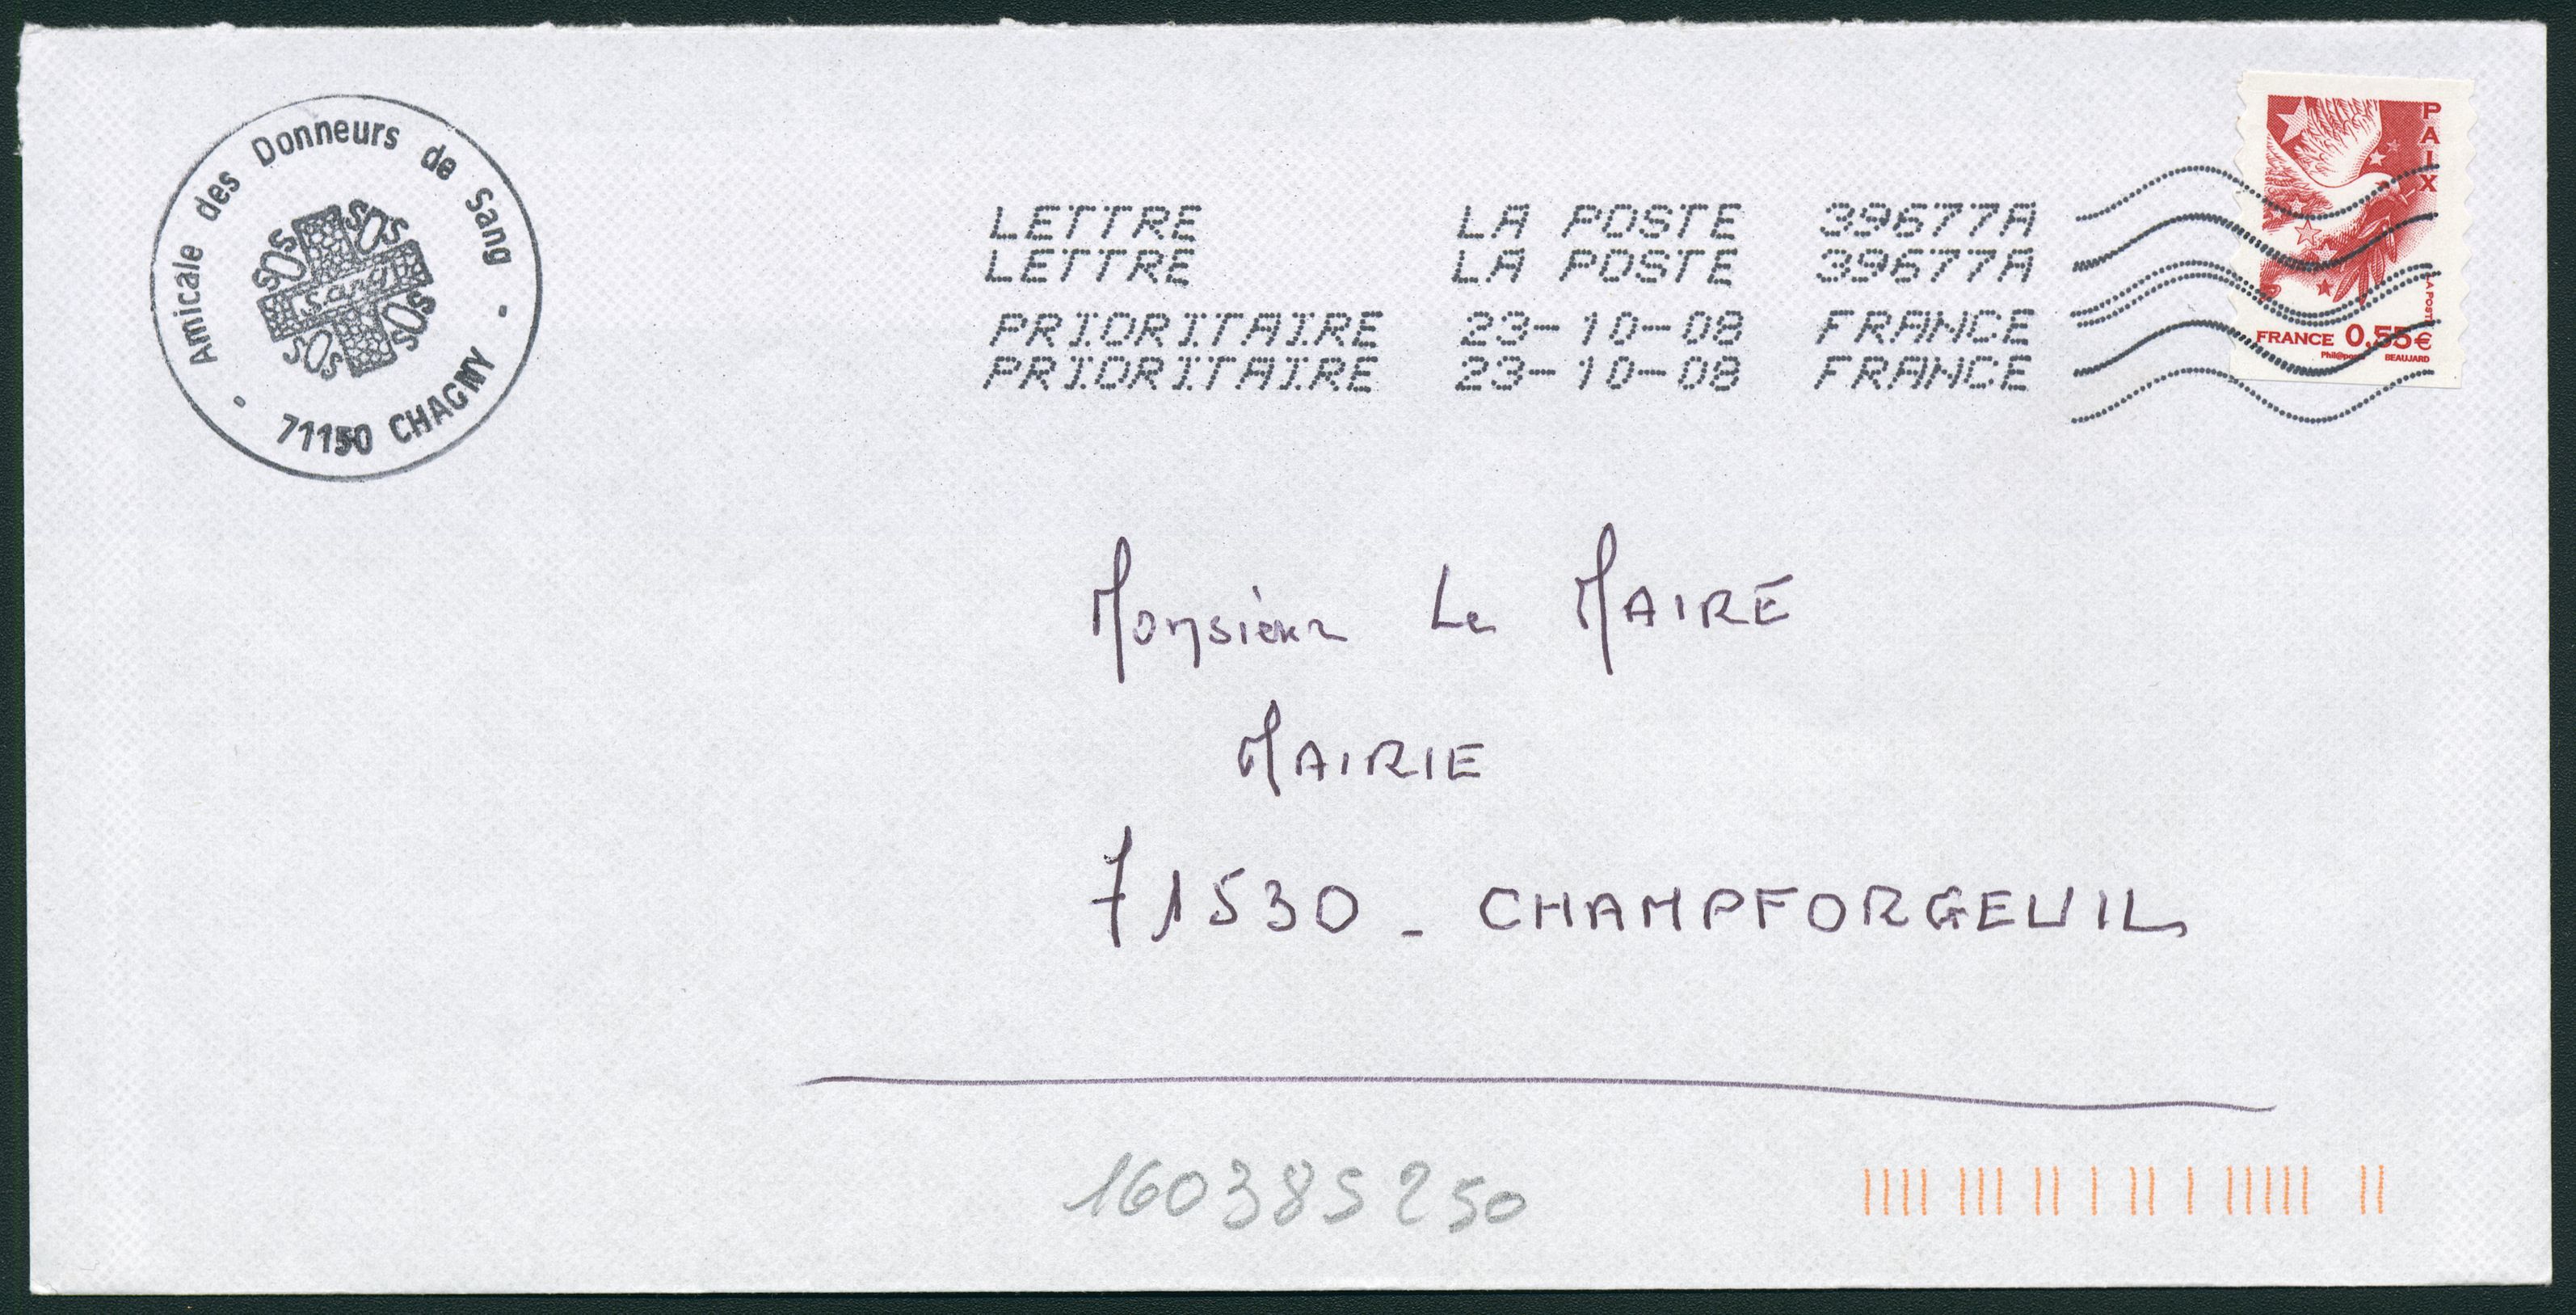 Amicale des Donneurs de Sang
SOS SOS
Sang
SOS SOS
- 71150 CHAGNY -
LETTRE LA POSTE 39677A
LETTRE LA POSTE 39677A
PRIORITAIRE 23-10-08 FRANCE
PRIORITAIRE 23-10-08 FRANCE
PAIX
LA POSTE
FRANCE 0,55€
BEAUJARD
Monsieur Le MAIRE
MAIRIE
71530 - CHAMPFORGEUIL
160385250